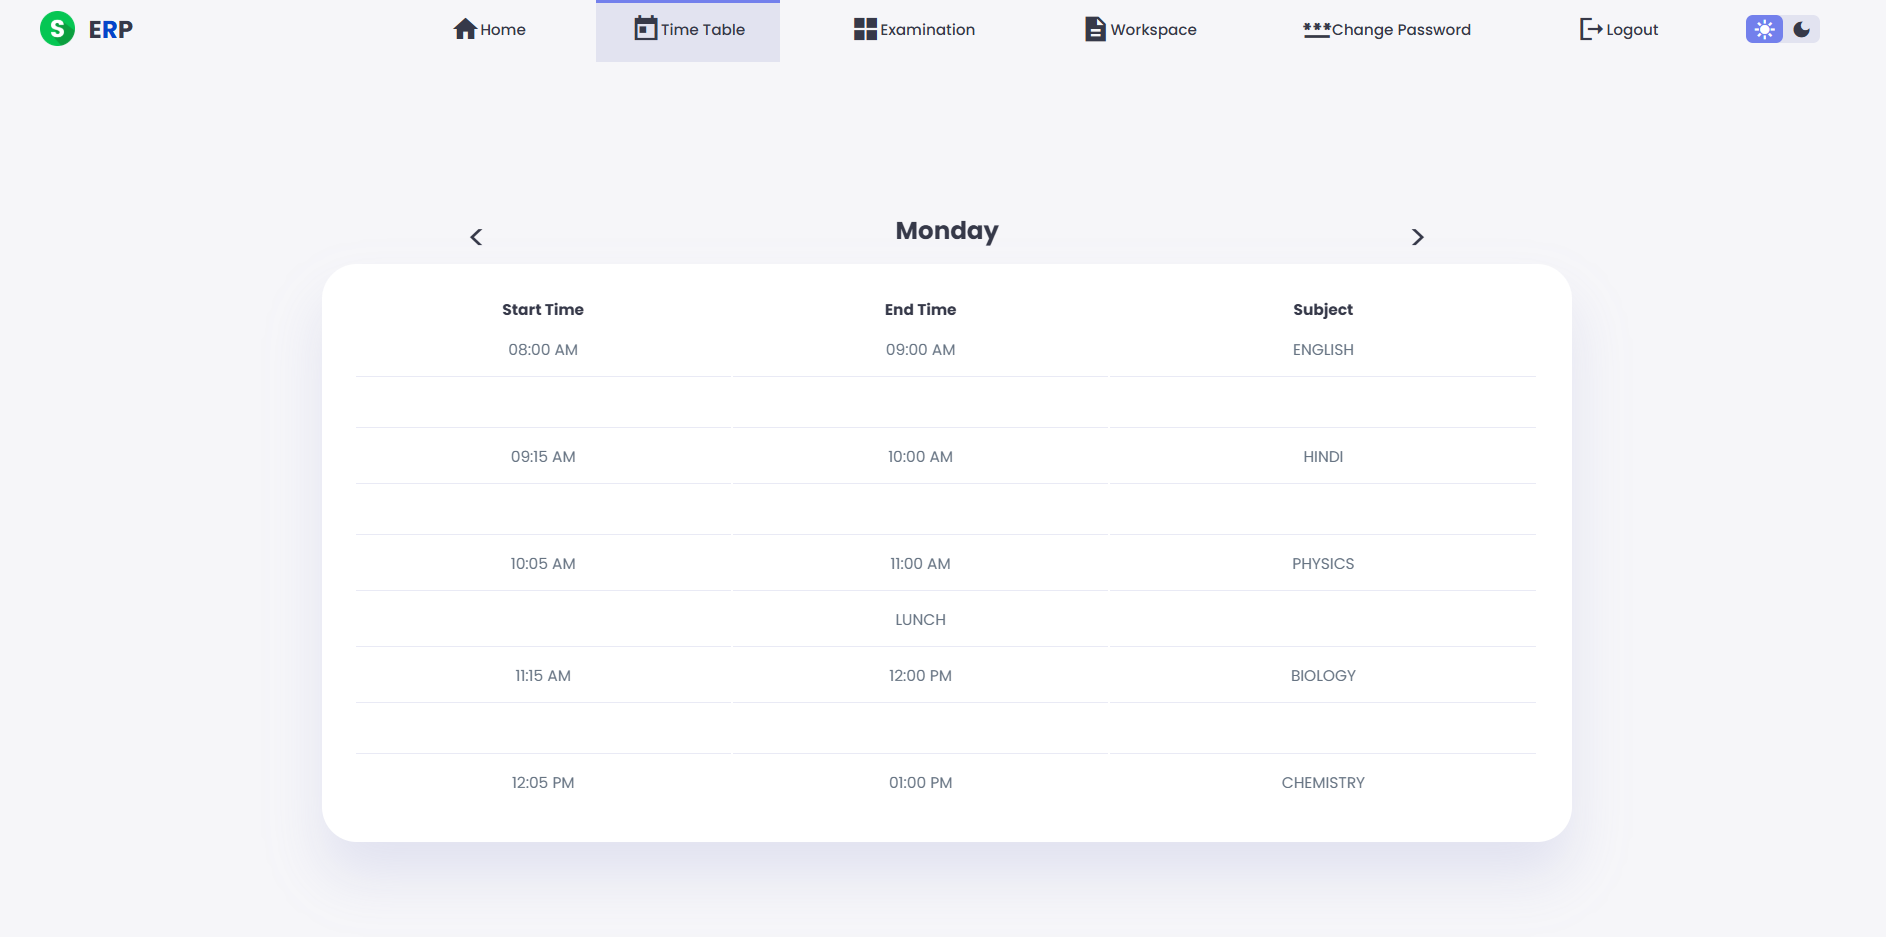 S ERP Home Time Table Examination Workspace ***Change Password Logout
< Monday >
Start Time End Time Subject
08:00 AM 09:00 AM ENGLISH
09:15 AM 10:00 AM HINDI
10:05 AM 11:00 AM PHYSICS
LUNCH
11:15 AM 12:00 PM BIOLOGY
12:05 PM 01:00 PM CHEMISTRY